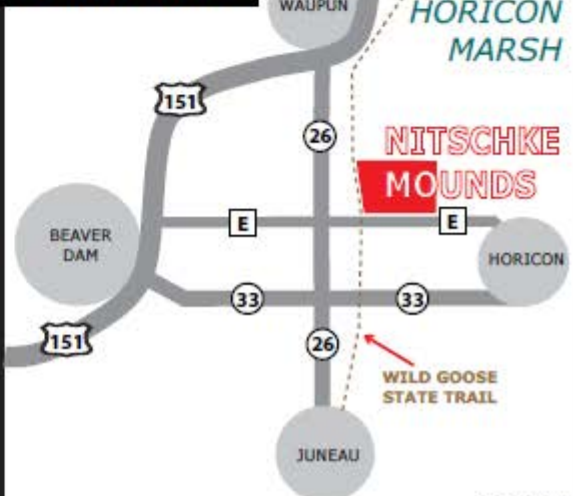 WAUPUN
HORICON
MARSH
151
26
NITSCHKE
MOUNDS
E
E
BEAVER
DAM
HORICON
33
33
151
26
WILD GOOSE
STATE TRAIL
JUNEAU